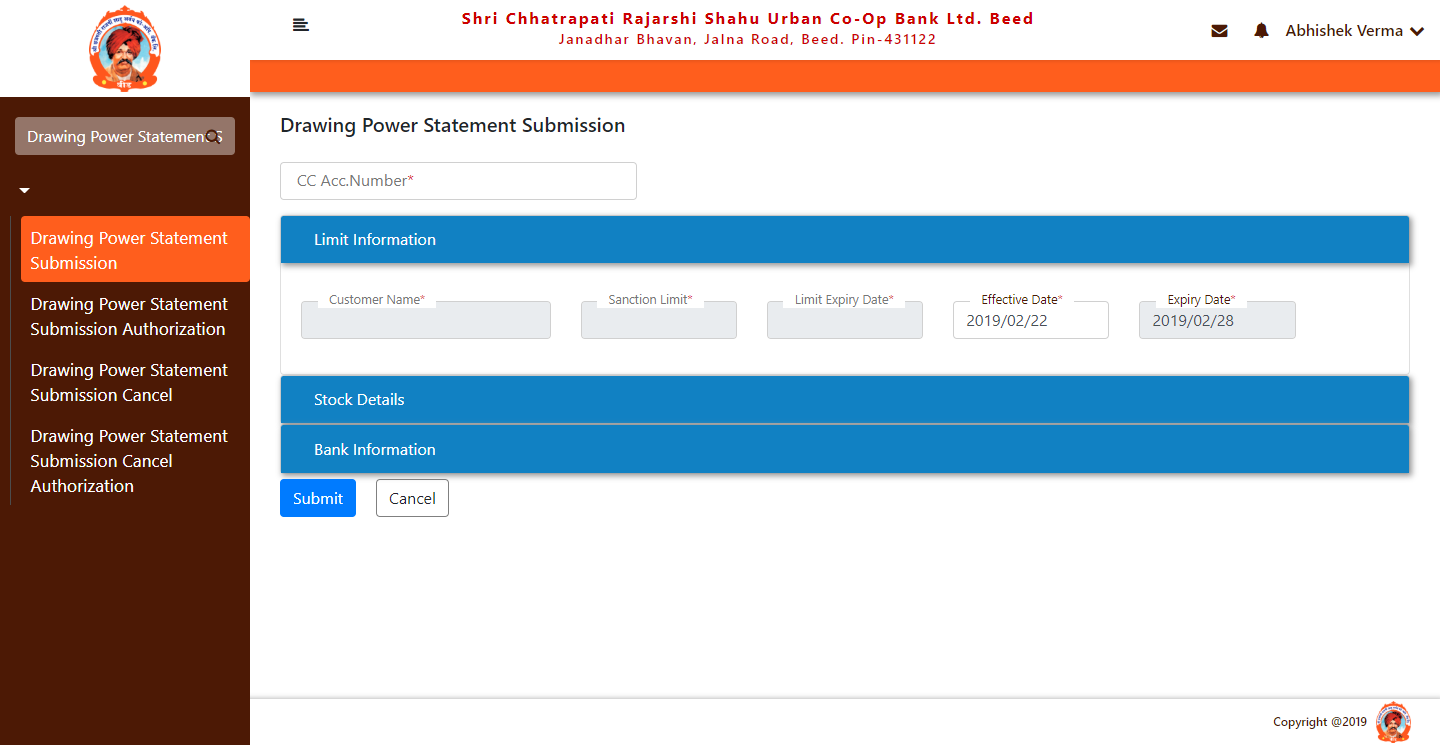 Shri Chhatrapati Rajarshi Shahu Urban Co-Op Bank Ltd. Beed
Janadhar Bhavan, Jalna Road, Beed. Pin-431122
Abhishek Verma
बीड
Drawing Power Statement S
Drawing Power Statement
Submission
Drawing Power Statement
Submission Authorization
Drawing Power Statement
Submission Cancel
Drawing Power Statement
Submission Cancel
Authorization
Drawing Power Statement Submission
CC Acc.Number*
Limit Information
Customer Name*
Sanction Limit*
Limit Expiry Date*
Effective Date*
Expiry Date*
2019/02/22
2019/02/28
Stock Details
Bank Information
Submit
Cancel
Copyright @2019